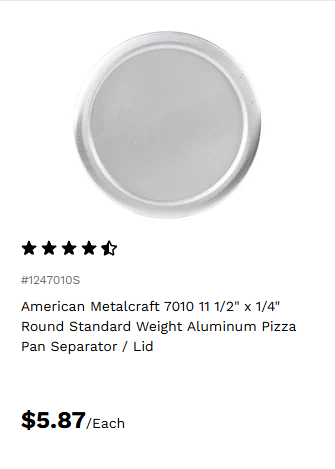 #1247010S
American Metalcraft 7010 11 1/2" x 1/4"
Round Standard Weight Aluminum Pizza
Pan Separator / Lid
$5.87/Each